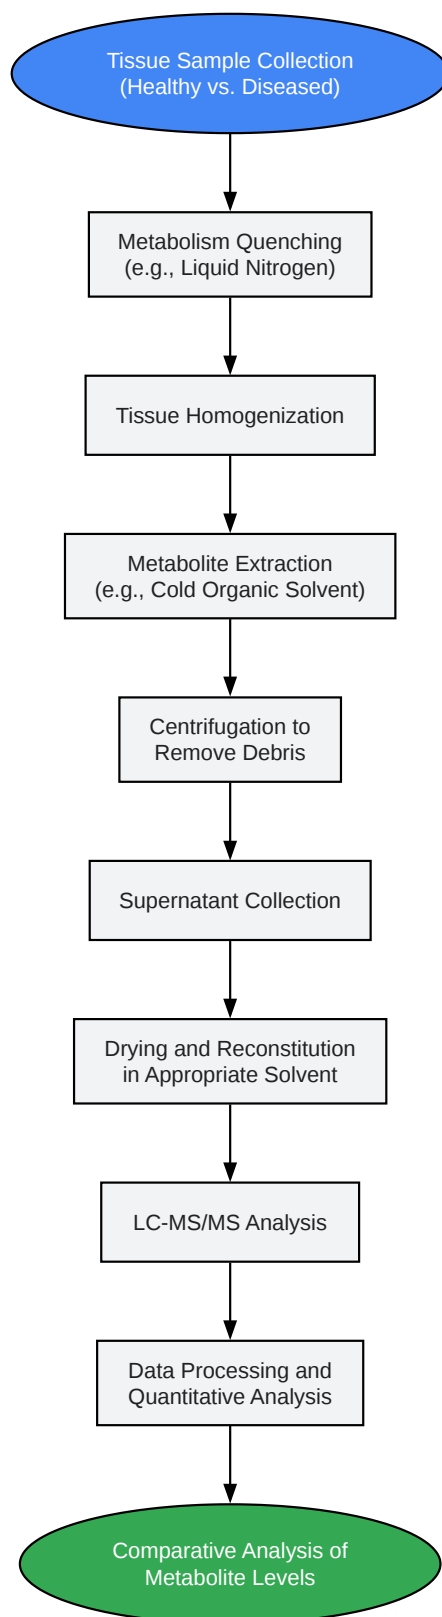 Tissue Sample Collection
(Healthy vs. Diseased)
Metabolism Quenching
(e.g., Liquid Nitrogen)
Tissue Homogenization
Metabolite Extraction
(e.g., Cold Organic Solvent)
Centrifugation to
Remove Debris
Supernatant Collection
Drying and Reconstitution
in Appropriate Solvent
LC-MS/MS Analysis
Data Processing and
Quantitative Analysis
Comparative Analysis of
Metabolite Levels